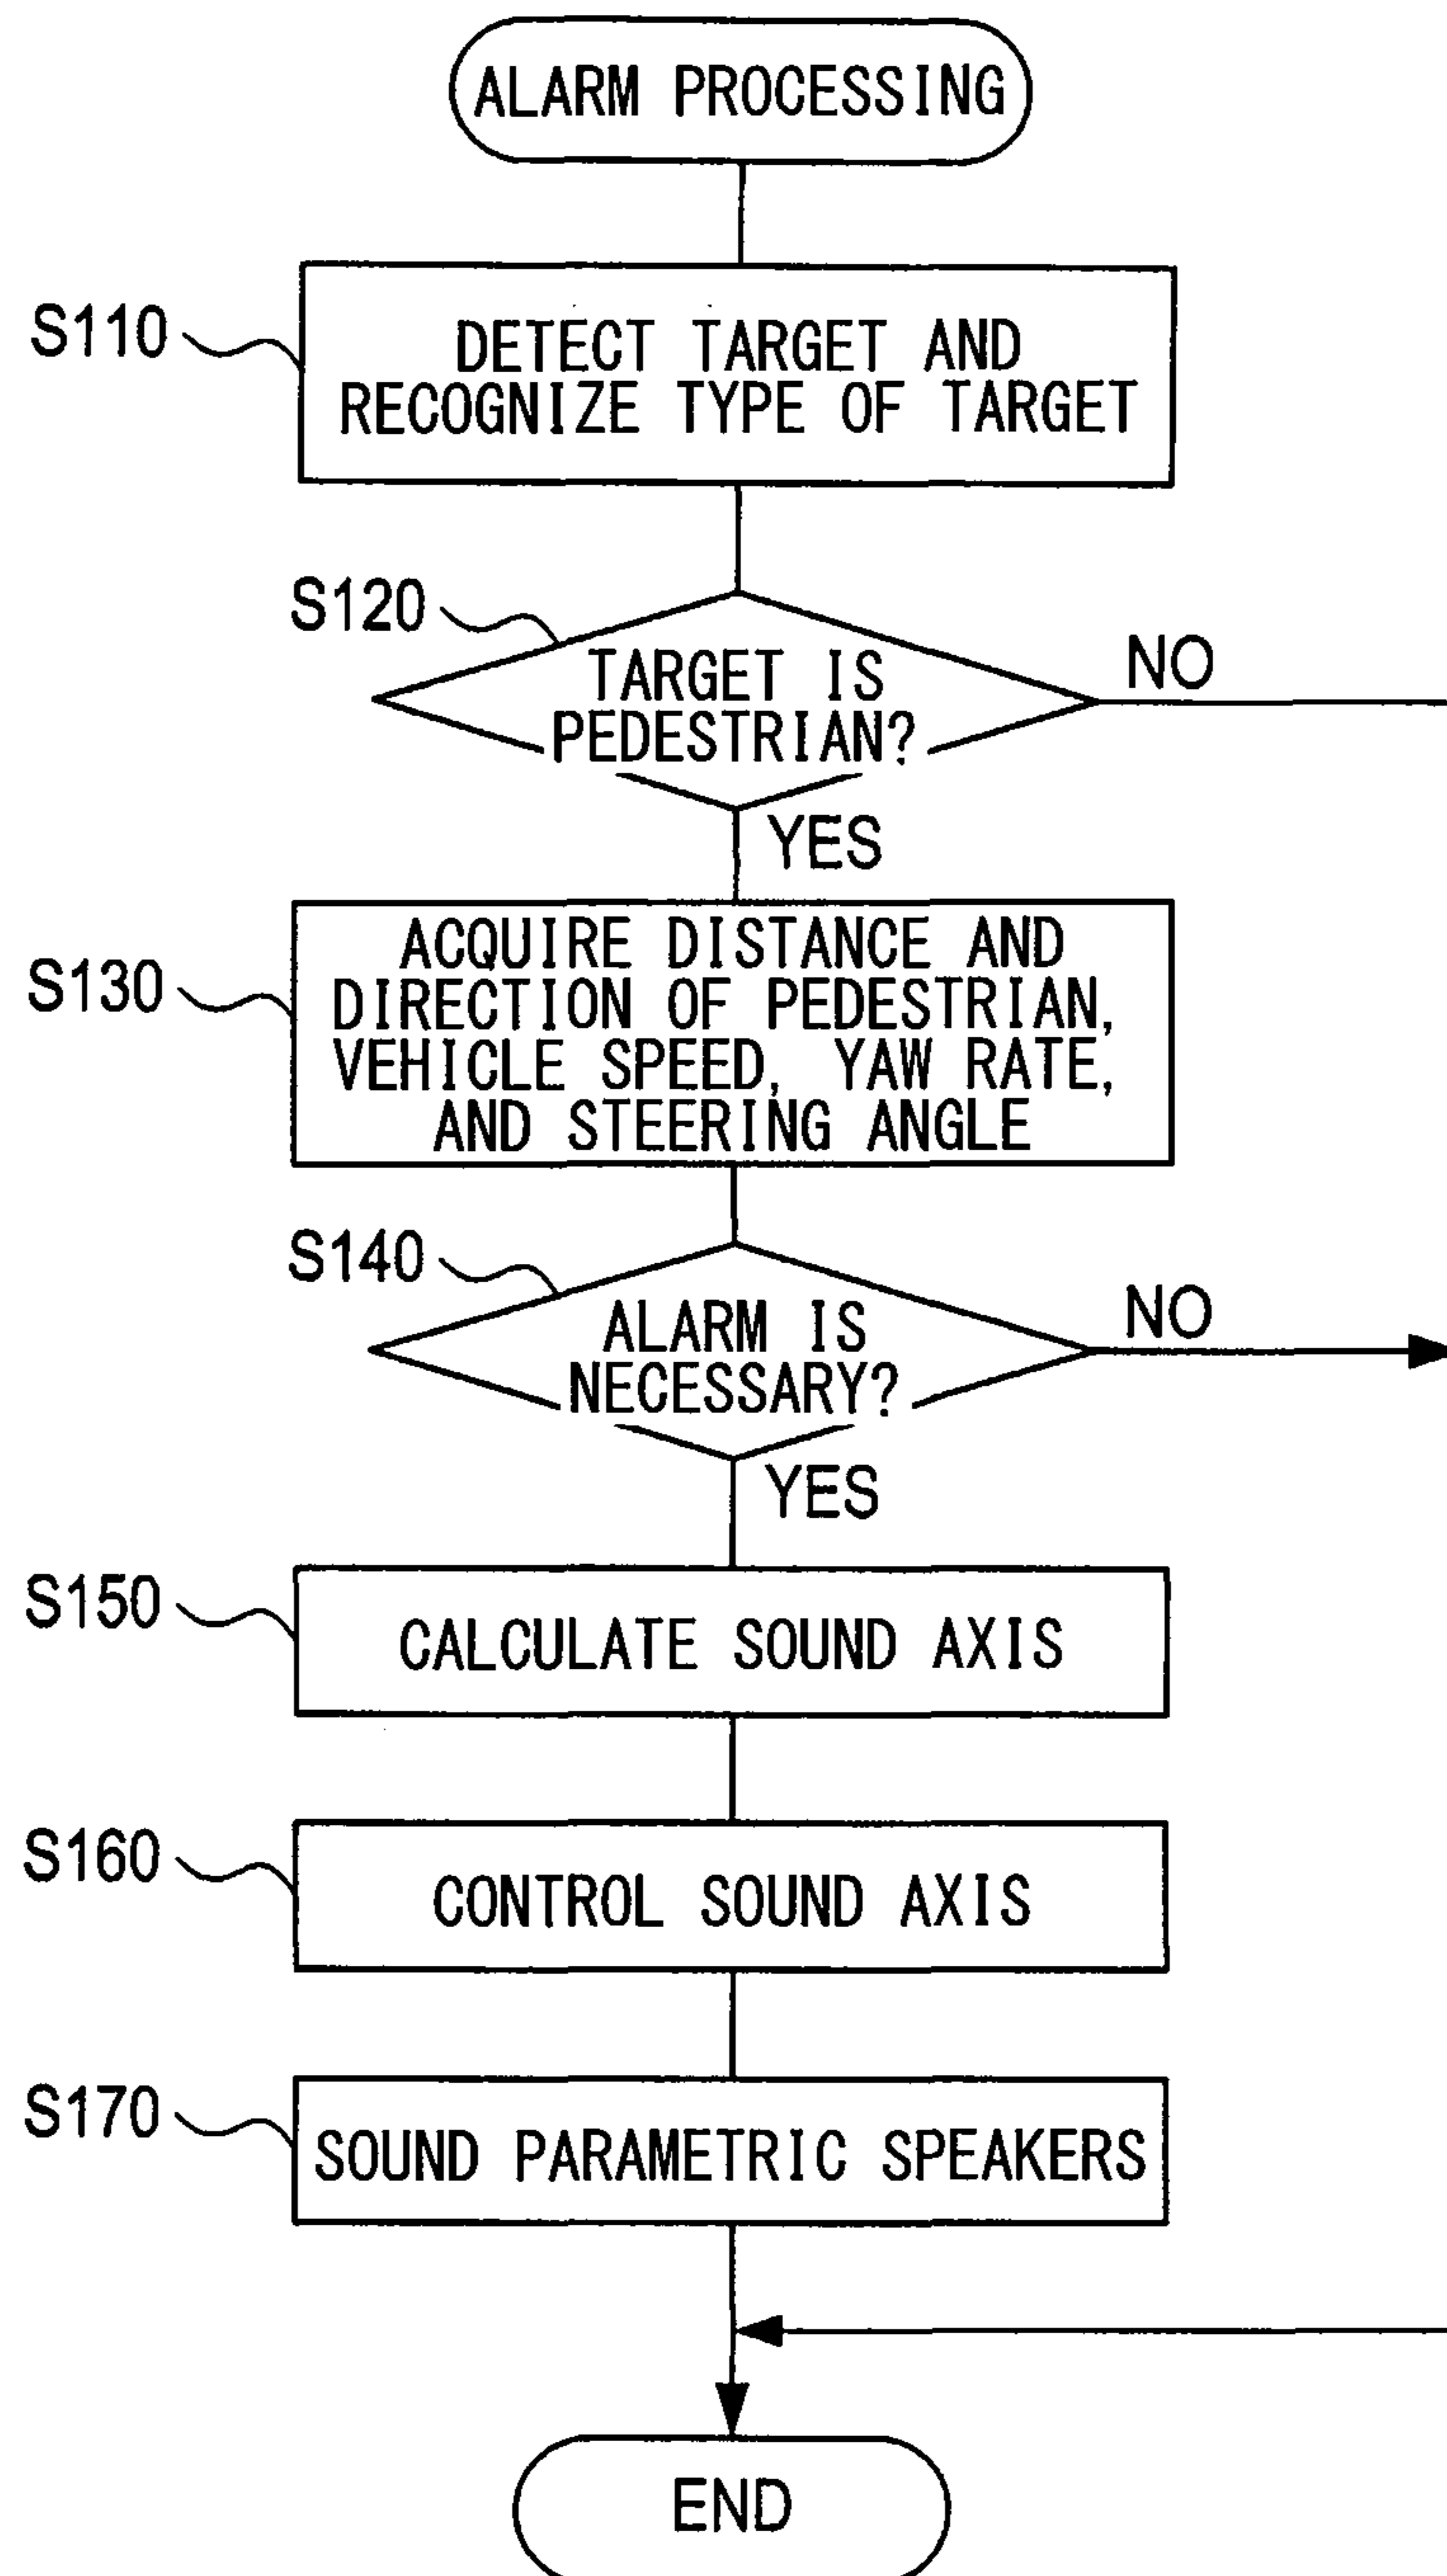 ALARM PROCESSING
S110
DETECT TARGET AND
RECOGNIZE TYPE OF TARGET
S120
TARGET IS
PEDESTRIAN?
NO
YES
S130
ACQUIRE DISTANCE AND
DIRECTION OF PEDESTRIAN,
VEHICLE SPEED, YAW RATE,
AND STEERING ANGLE
S140
ALARM IS
NECESSARY?
NO
YES
S150
CALCULATE SOUND AXIS
S160
CONTROL SOUND AXIS
S170
SOUND PARAMETRIC SPEAKERS
END